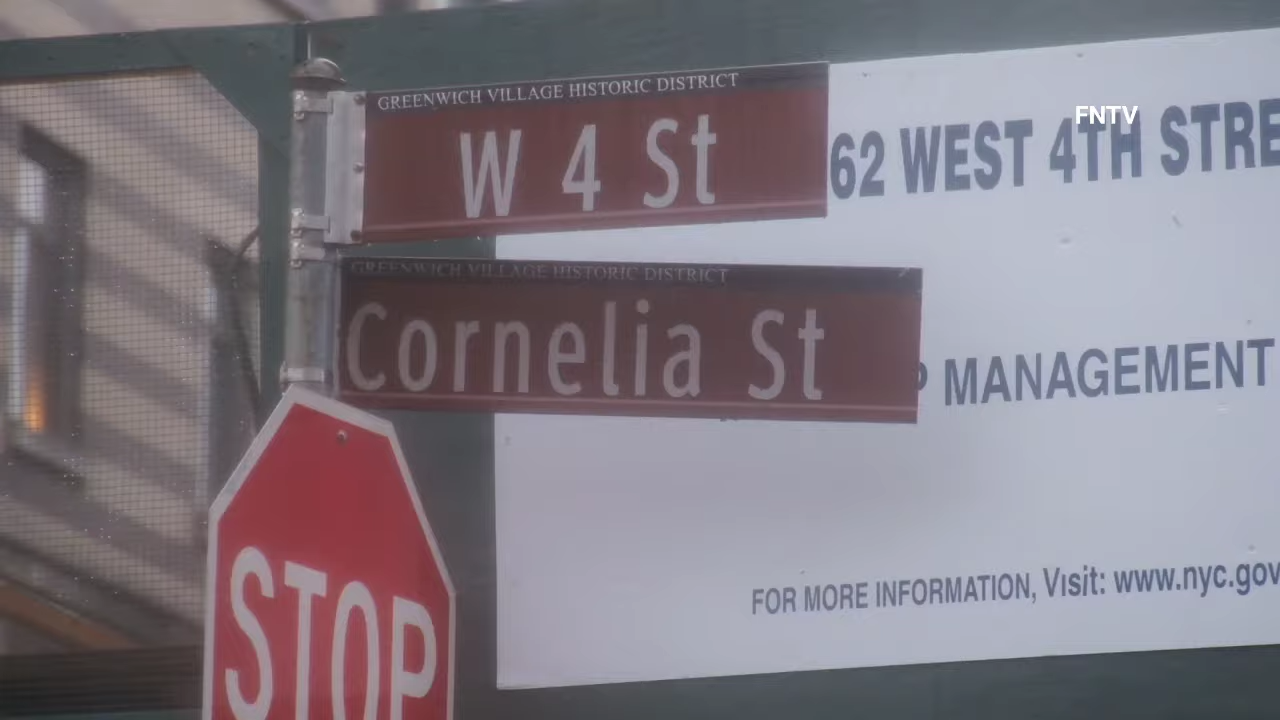 FNTV
GREENWICH VILLAGE HISTORIC DISTRICT
W 4 St
62 WEST 4TH STRE
GREENWICH VILLAGE HISTORIC DISTRICT
Cornelia St
P MANAGEMENT
STOP
FOR MORE INFORMATION, Visit: www.nyc.gov